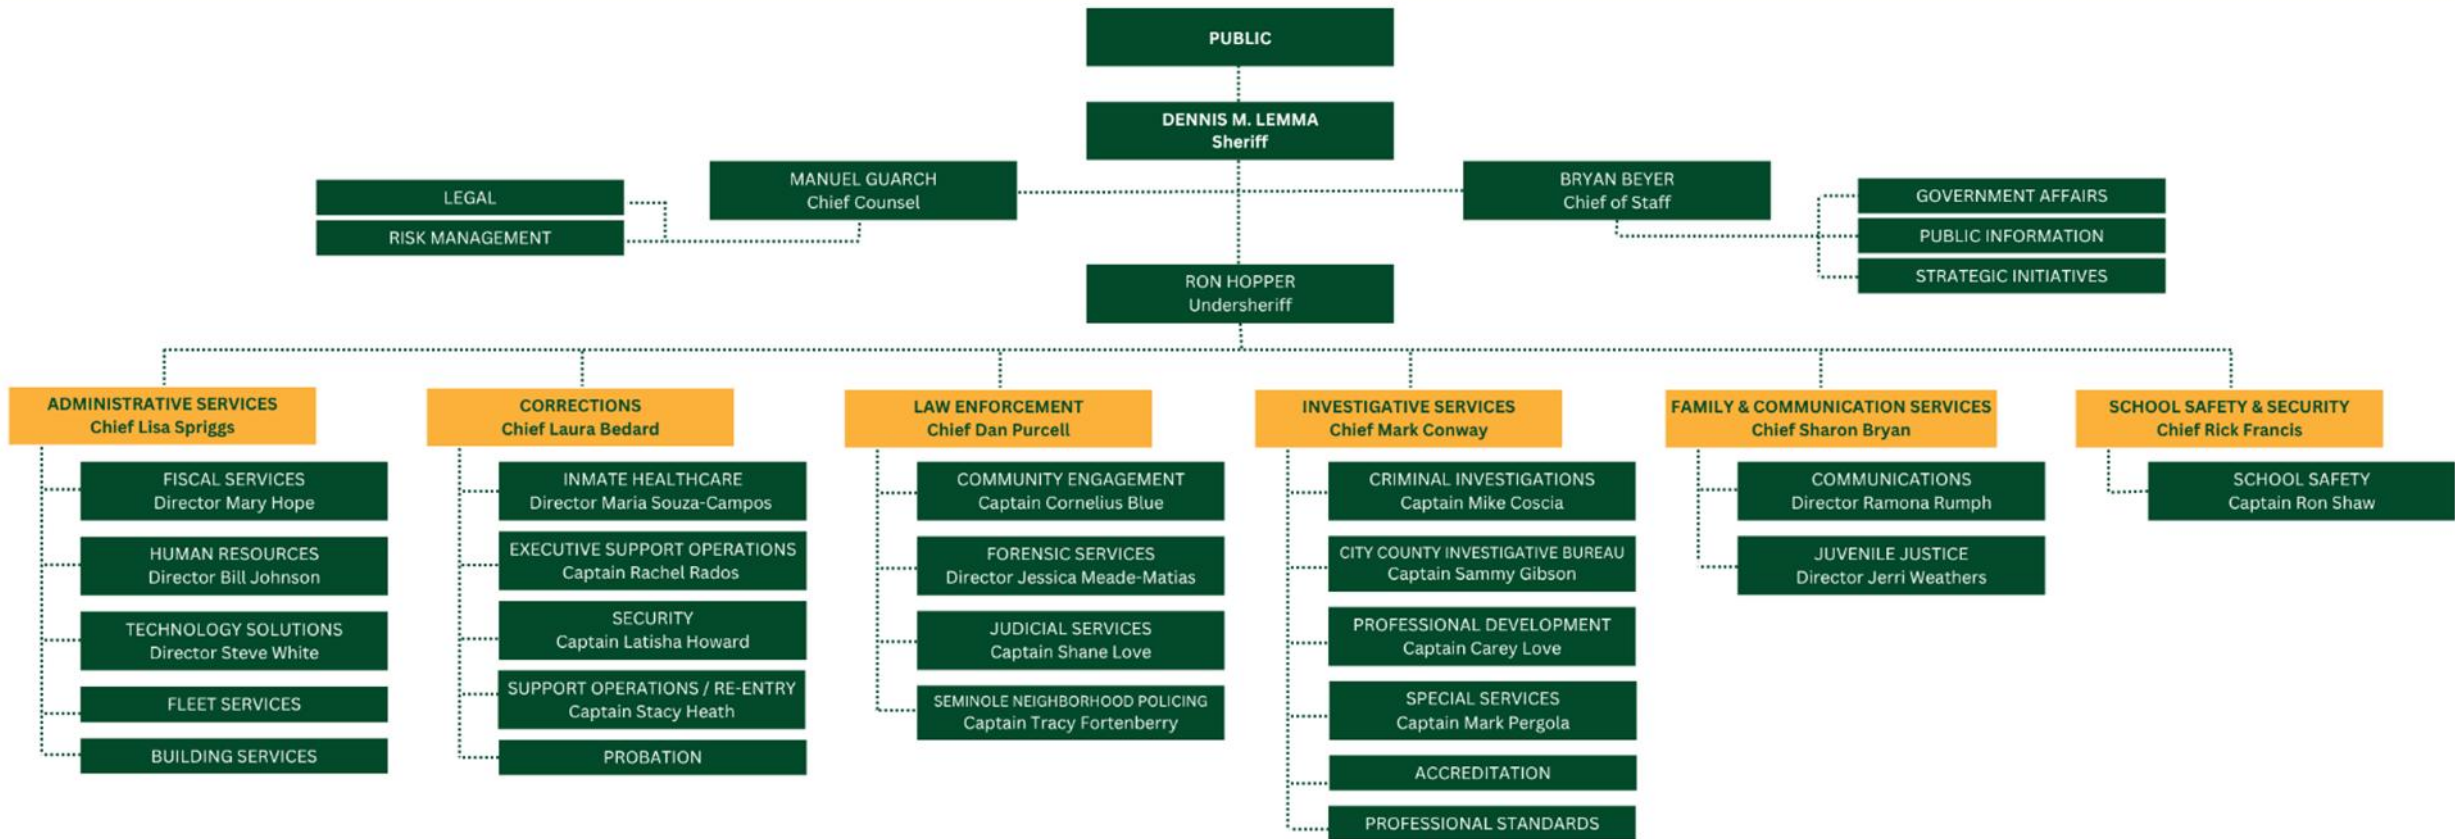 PUBLIC
DENNIS M. LEMMA
Sheriff
MANUEL GUARCH
Chief Counsel
LEGAL
RISK MANAGEMENT
BRYAN BEYER
Chief of Staff
GOVERNMENT AFFAIRS
PUBLIC INFORMATION
STRATEGIC INITIATIVES
RON HOPPER
Undersheriff
ADMINISTRATIVE SERVICES
Chief Lisa Spriggs
FISCAL SERVICES
Director Mary Hope
HUMAN RESOURCES
Director Bill Johnson
TECHNOLOGY SOLUTIONS
Director Steve White
FLEET SERVICES
BUILDING SERVICES
CORRECTIONS
Chief Laura Bedard
INMATE HEALTHCARE
Director Maria Souza-Campos
EXECUTIVE SUPPORT OPERATIONS
Captain Rachel Rados
SECURITY
Captain Latisha Howard
SUPPORT OPERATIONS / RE-ENTRY
Captain Stacy Heath
PROBATION
LAW ENFORCEMENT
Chief Dan Purcell
COMMUNITY ENGAGEMENT
Captain Cornelius Blue
FORENSIC SERVICES
Director Jessica Meade-Matias
JUDICIAL SERVICES
Captain Shane Love
SEMINOLE NEIGHBORHOOD POLICING
Captain Tracy Fortenberry
INVESTIGATIVE SERVICES
Chief Mark Conway
CRIMINAL INVESTIGATIONS
Captain Mike Coscia
CITY COUNTY INVESTIGATIVE BUREAU
Captain Sammy Gibson
PROFESSIONAL DEVELOPMENT
Captain Carey Love
SPECIAL SERVICES
Captain Mark Pergola
ACCREDITATION
PROFESSIONAL STANDARDS
FAMILY & COMMUNICATION SERVICES
Chief Sharon Bryan
COMMUNICATIONS
Director Ramona Rumph
JUVENILE JUSTICE
Director Jerri Weathers
SCHOOL SAFETY & SECURITY
Chief Rick Francis
SCHOOL SAFETY
Captain Ron Shaw